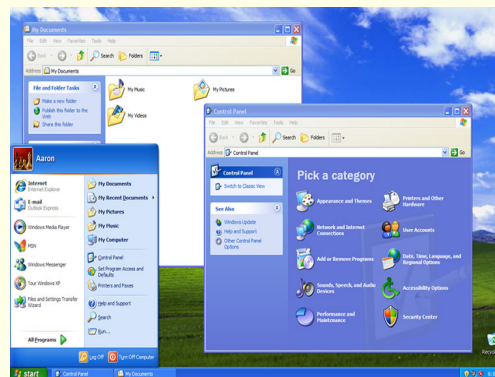 My Documents
File Edit View Favorites Tools Help
Back Search Folders
Address My Documents Go
File and Folder Tasks
Make a new folder
Publish this folder to the
Web
Share this folder
My Music
My Pictures
My Videos
Control Panel
File Edit View Favorites Tools Help
Back Search Folders
Address Control Panel Go
Control Panel
Switch to Classic View
See Also
Windows Update
Help and Support
Other Control Panel
Options
Pick a category
Appearance and Themes
Printers and Other
Hardware
Network and Internet
Connections
User Accounts
Add or Remove Programs
Date, Time, Language, and
Regional Options
Sounds, Speech, and Audio
Devices
Accessibility Options
Performance and
Maintenance
Security Center
Aaron
Internet
Internet Explorer
E-mail
Outlook Express
Windows Media Player
MSN
Windows Messenger
Tour Windows XP
Files and Settings Transfer
Wizard
All Programs
My Documents
My Recent Documents
My Pictures
My Music
My Computer
Control Panel
Set Program Access and
Defaults
Printers and Faxes
Help and Support
Search
Run...
Log Off
Turn Off Computer
start
Control Panel
My Documents